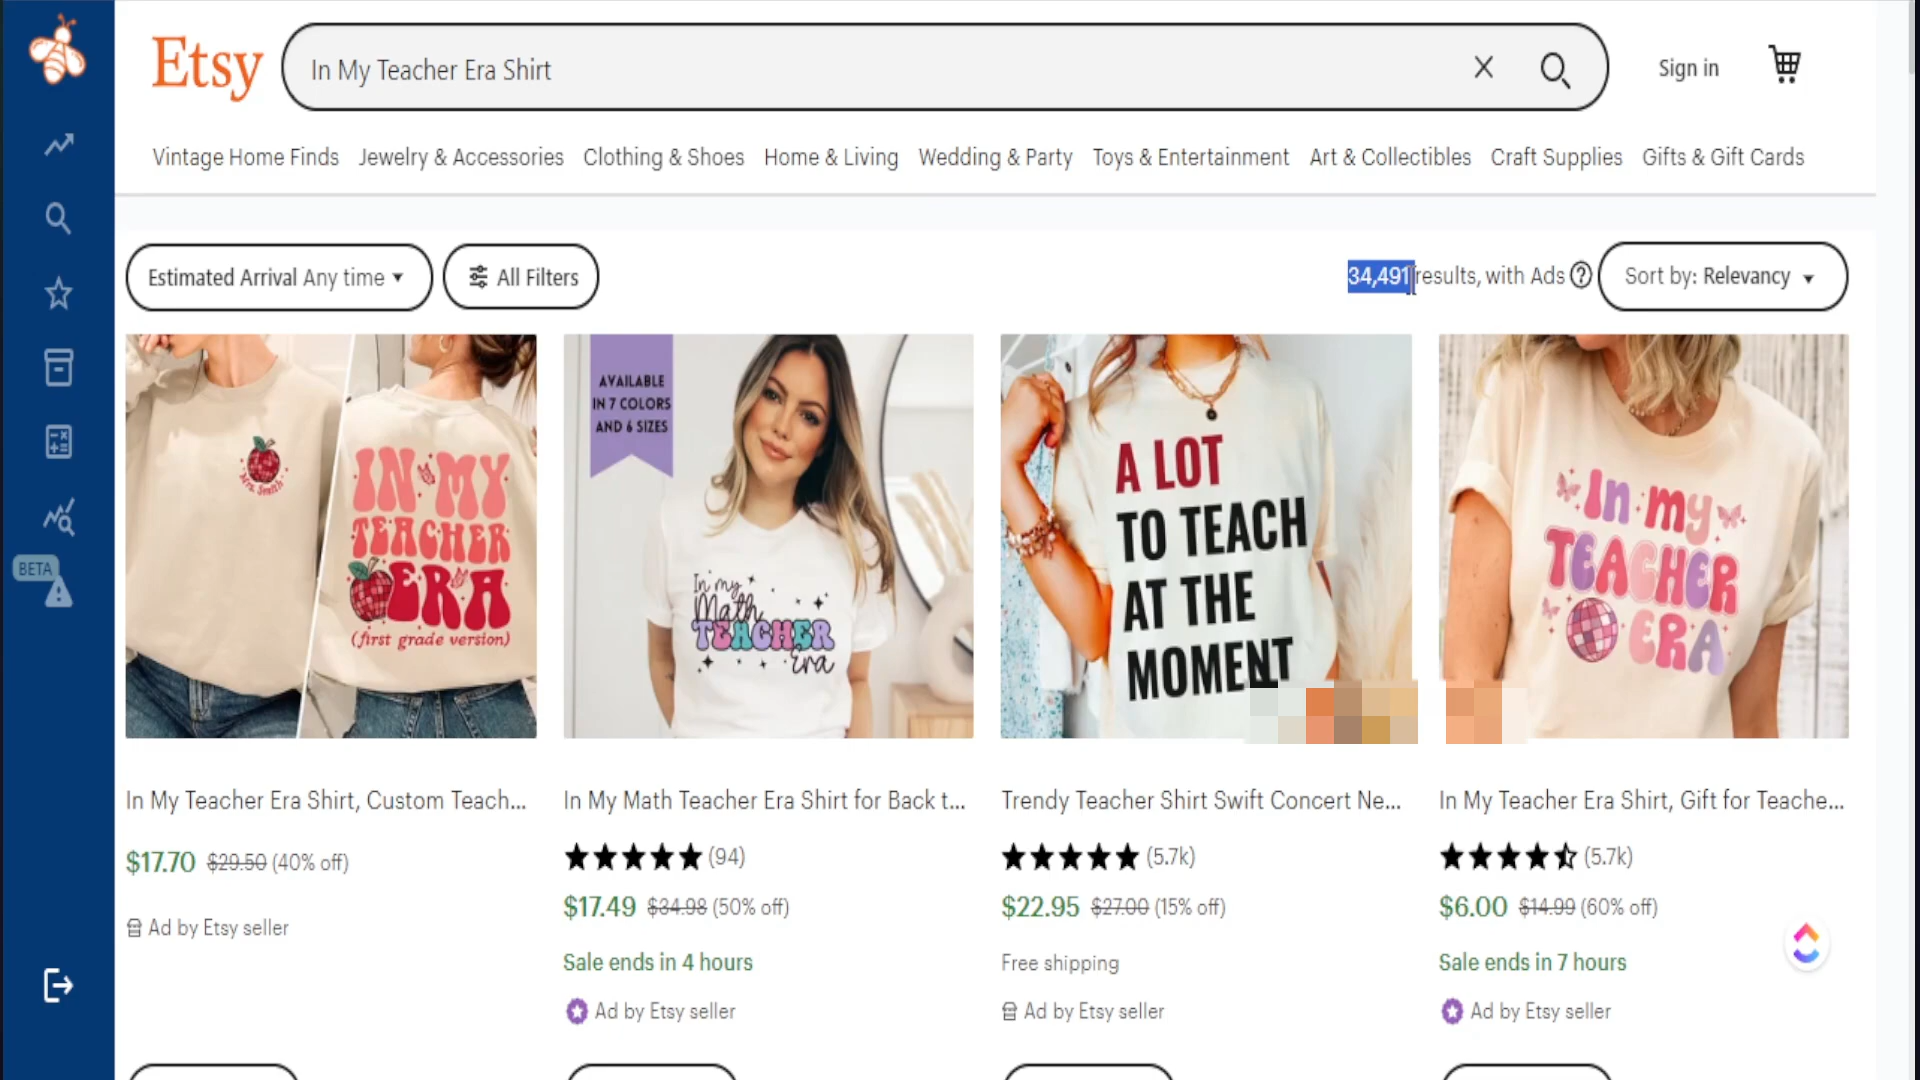 Etsy
In My Teacher Era Shirt
Sign in
Vintage Home Finds Jewelry & Accessories Clothing & Shoes Home & Living Wedding & Party Toys & Entertainment Art & Collectibles Craft Supplies Gifts & Gift Cards
Estimated Arrival Any time
All Filters
34,491 results, with Ads
Sort by: Relevancy
BETA
Mrs. Smith
IN MY
TEACHER
ERA
(first grade version)
AVAILABLE
IN 7 COLORS
AND 6 SIZES
In my
Math
TEACHER
Era
A LOT
TO TEACH
AT THE
MOMENT
In my
TEACHER
ERA
In My Teacher Era Shirt, Custom Teach...
$17.70 $29.50 (40% off)
Ad by Etsy seller
In My Math Teacher Era Shirt for Back t...
(94)
$17.49 $34.98 (50% off)
Sale ends in 4 hours
Ad by Etsy seller
Trendy Teacher Shirt Swift Concert Ne...
(5.7k)
$22.95 $27.00 (15% off)
Free shipping
Ad by Etsy seller
In My Teacher Era Shirt, Gift for Teache...
(5.7k)
$6.00 $14.99 (60% off)
Sale ends in 7 hours
Ad by Etsy seller